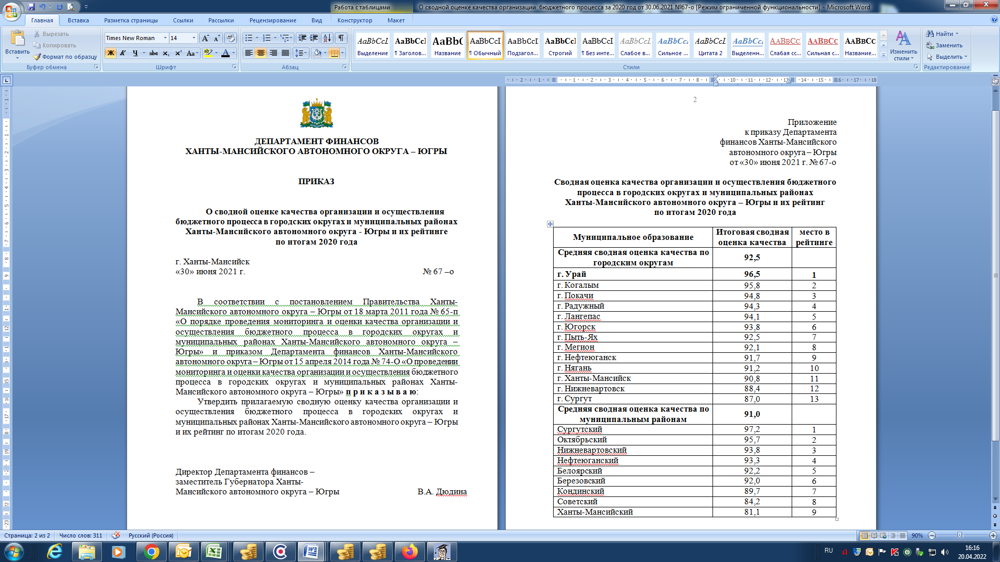 Работа с таблицами
О сводной оценке качества организации бюджетного процесса за 2020 год от 30.06.2021 №67-о [Режим ограниченной функциональности] - Microsoft Word
Главная Вставка Разметка страницы Ссылки Рассылки Рецензирование Вид Конструктор Макет
Вставить
Вырезать
Копировать
Формат по образцу
Буфер обмена
Times New Roman 14
Ж К Ч abc x₂ x² Aa
Шрифт
Абзац
AaBbCcI AaBbCcI AaBbC AaBbCcI AaBbCcI AaBbCcI AaBbCcI AaBbCcI AaBbCcI AaBbCcI AaBbCcI AABBCCI AABBCC AABBCC
Выделение ¶ Заголов... Название ¶ Обычный Подзагол... Строгий ¶ Без инте... Слабое в... Сильное ... Цитата 2 Выделенн... Слабая сс... Сильная с... Название...
Стили
Изменить стили
Найти
Заменить
Выделить
Редактирование
ДЕПАРТАМЕНТ ФИНАНСОВ
ХАНТЫ-МАНСИЙСКОГО АВТОНОМНОГО ОКРУГА – ЮГРЫ
ПРИКАЗ
О сводной оценке качества организации и осуществления
бюджетного процесса в городских округах и муниципальных районах
Ханты-Мансийского автономного округа - Югры и их рейтинге
по итогам 2020 года
г. Ханты-Мансийск
«30» июня 2021 г. № 67 –о
В соответствии с постановлением Правительства Ханты-
Мансийского автономного округа – Югры от 18 марта 2011 года № 65-п
«О порядке проведения мониторинга и оценки качества организации и
осуществления бюджетного процесса в городских округах и
муниципальных районах Ханты-Мансийского автономного округа –
Югры» и приказом Департамента финансов Ханты-Мансийского
автономного округа – Югры от 15 апреля 2014 года № 74-О «О проведении
мониторинга и оценки качества организации и осуществления бюджетного
процесса в городских округах и муниципальных районах Ханты-
Мансийского автономного округа – Югры» п р и к а з ы в а ю:
Утвердить прилагаемую сводную оценку качества организации и
осуществления бюджетного процесса в городских округах и
муниципальных районах Ханты-Мансийского автономного округа – Югры
и их рейтинг по итогам 2020 года.
Директор Департамента финансов –
заместитель Губернатора Ханты-
Мансийского автономного округа – Югры В.А. Дюдина
2
Приложение
к приказу Департамента
финансов Ханты-Мансийского
автономного округа – Югры
от «30» июня 2021 г. № 67-о
Сводная оценка качества организации и осуществления бюджетного
процесса в городских округах и муниципальных районах
Ханты-Мансийского автономного округа – Югры и их рейтинг
по итогам 2020 года
Муниципальное образование Итоговая сводная оценка качества место в рейтинге
Средняя сводная оценка качества по городским округам 92,5
г. Урай 96,5 1
г. Когалым 95,8 2
г. Покачи 94,8 3
г. Радужный 94,3 4
г. Лангепас 94,1 5
г. Югорск 93,8 6
г. Пыть-Ях 92,5 7
г. Мегион 92,1 8
г. Нефтеюганск 91,7 9
г. Нягань 91,2 10
г. Ханты-Мансийск 90,8 11
г. Нижневартовск 88,4 12
г. Сургут 87,0 13
Средняя сводная оценка качества по муниципальным районам 91,0
Сургутский 97,2 1
Октябрьский 95,7 2
Нижневартовский 93,8 3
Нефтеюганский 93,3 4
Белоярский 92,2 5
Березовский 92,0 6
Кондинский 89,7 7
Советский 84,2 8
Ханты-Мансийский 81,1 9
Страница: 2 из 2 Число слов: 311 Русский (Россия) 90%
RU
16:16
20.04.2022